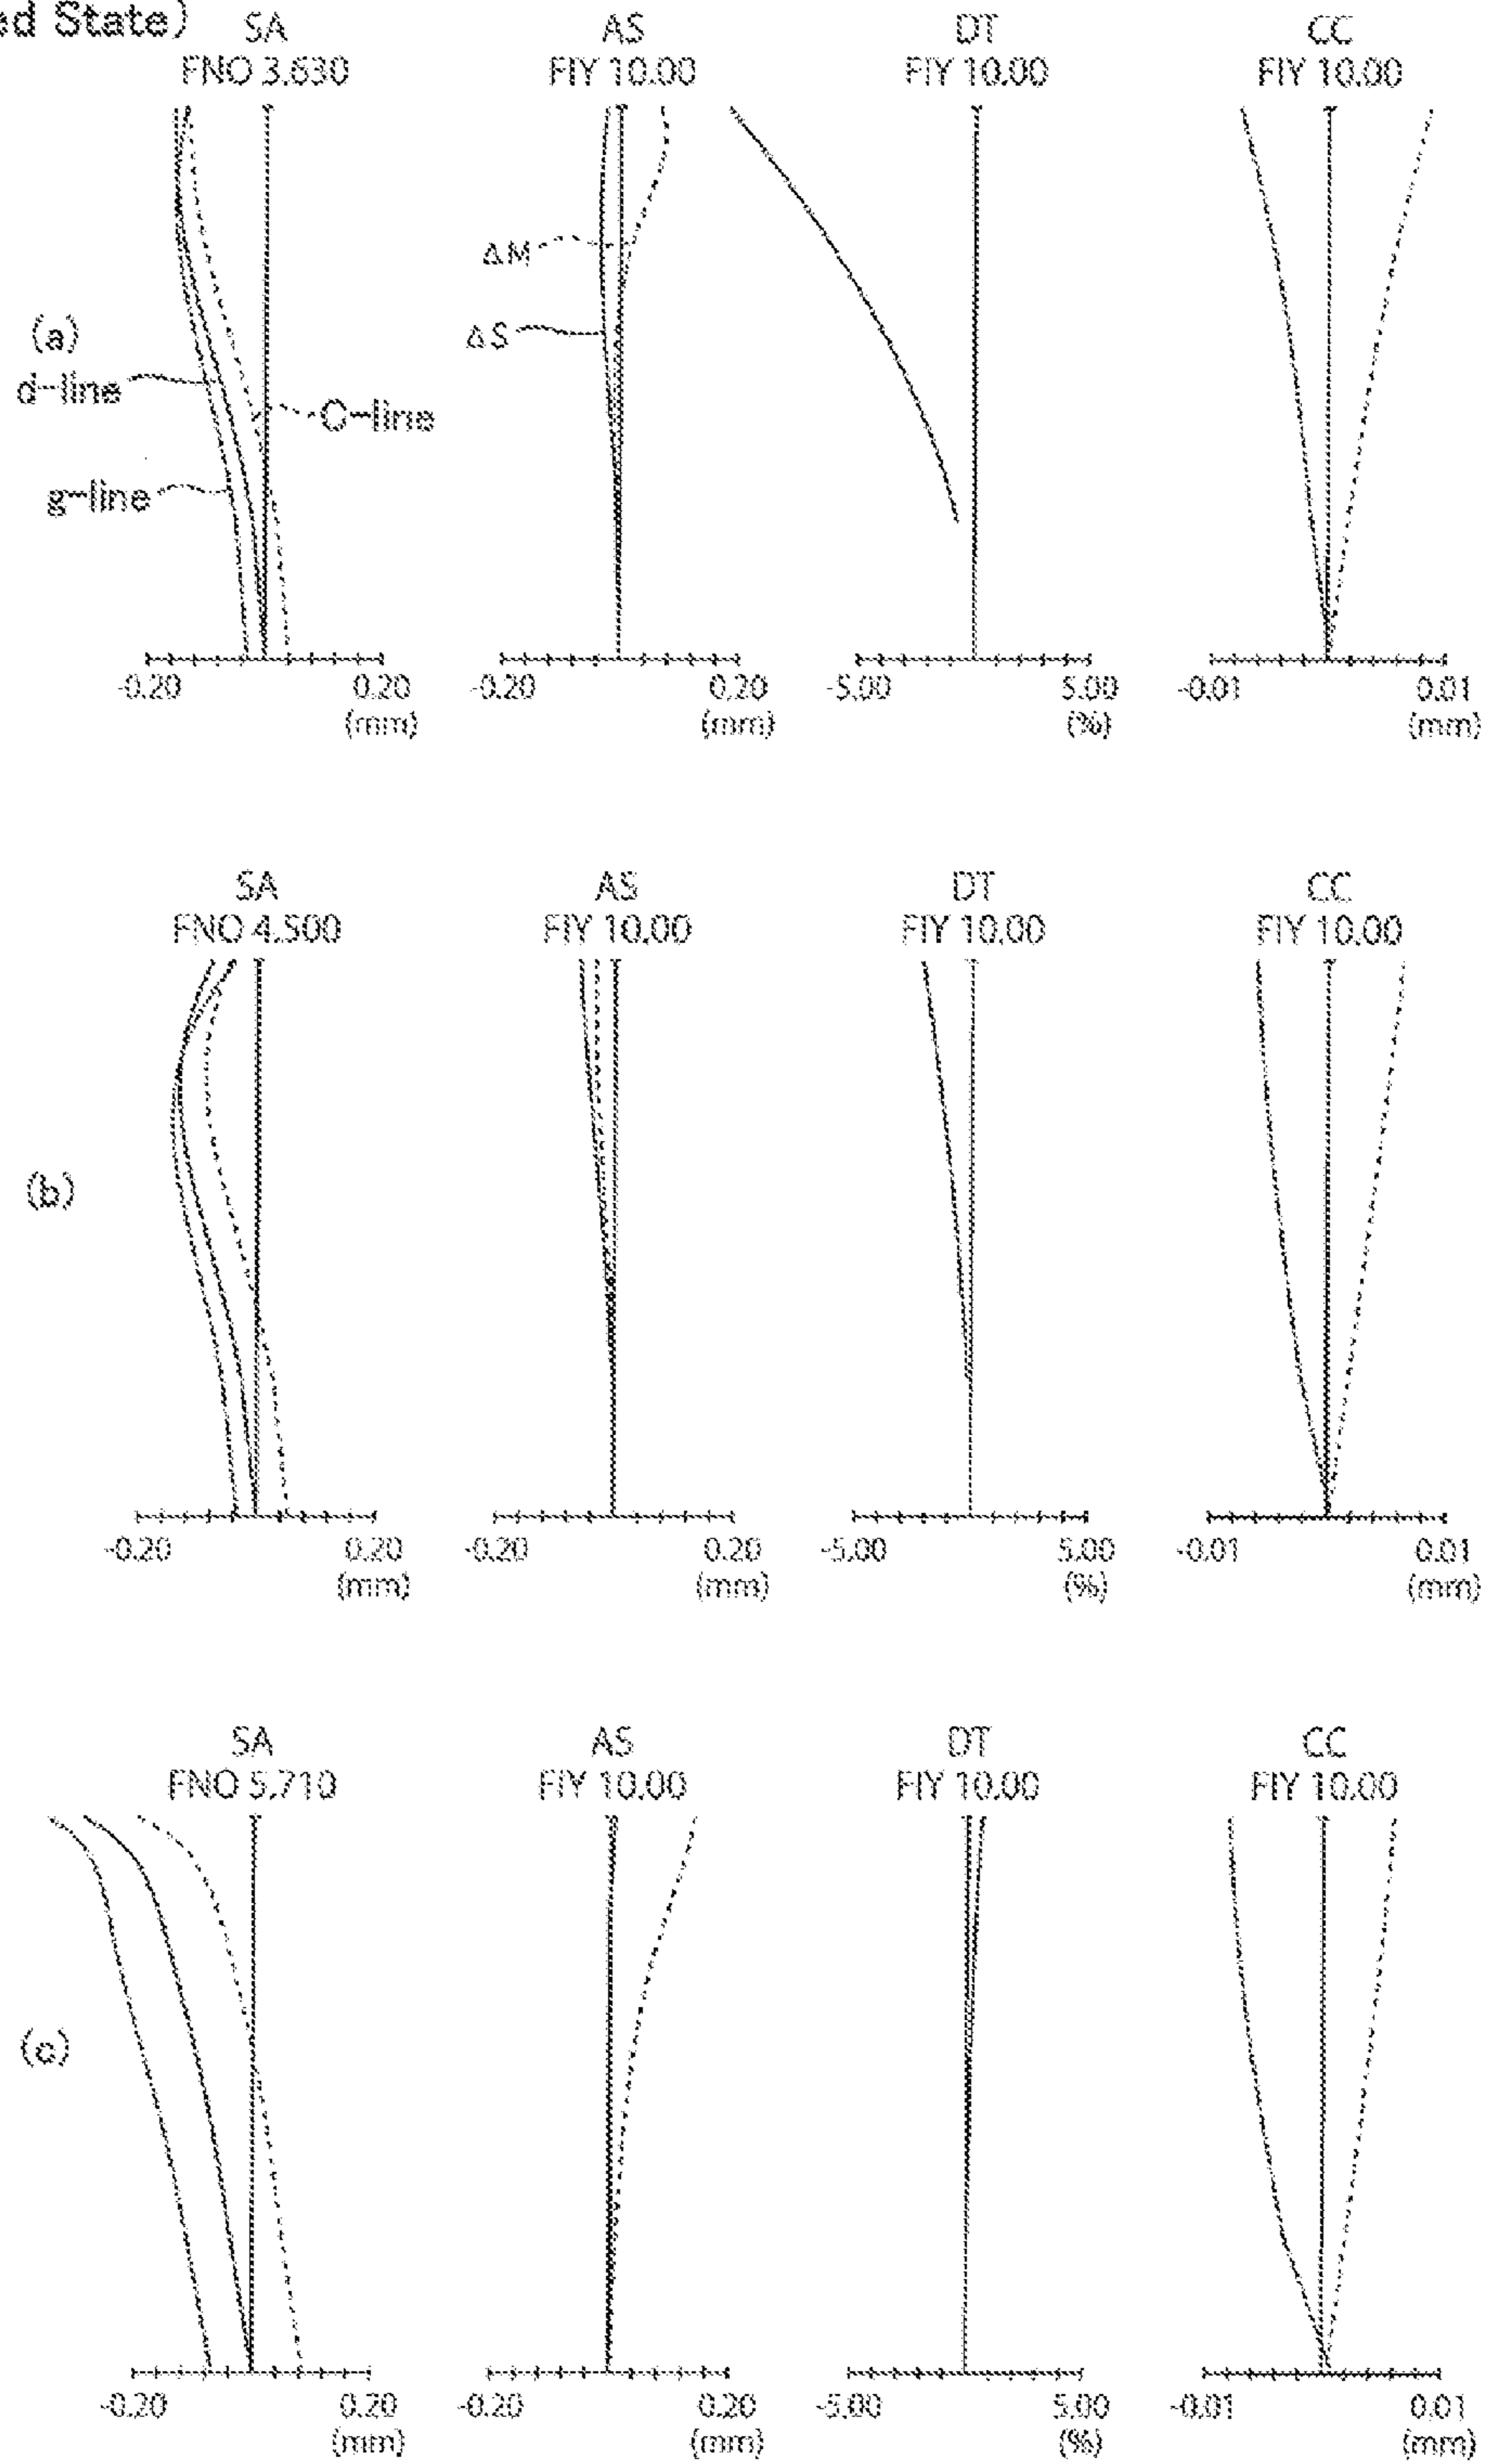 ed State)
SA AS DT CC
FNO 3.630 FIY 10.00 FIY 10.00 FIY 10.00
ΔM
(a)
ΔS
d-line
C-line
g-line
-0.20 0.20 -0.20 0.20 -5.00 5.00 -0.01 0.01
(mm) (mm) (%) (mm)
SA AS DT CC
FNO 4.500 FIY 10.00 FIY 10.00 FIY 10.00
(b)
-0.20 0.20 -0.20 0.20 -5.00 5.00 -0.01 0.01
(mm) (mm) (%) (mm)
SA AS DT CC
FNO 5.710 FIY 10.00 FIY 10.00 FIY 10.00
(c)
-0.20 0.20 -0.20 0.20 -5.00 5.00 -0.01 0.01
(mm) (mm) (%) (mm)